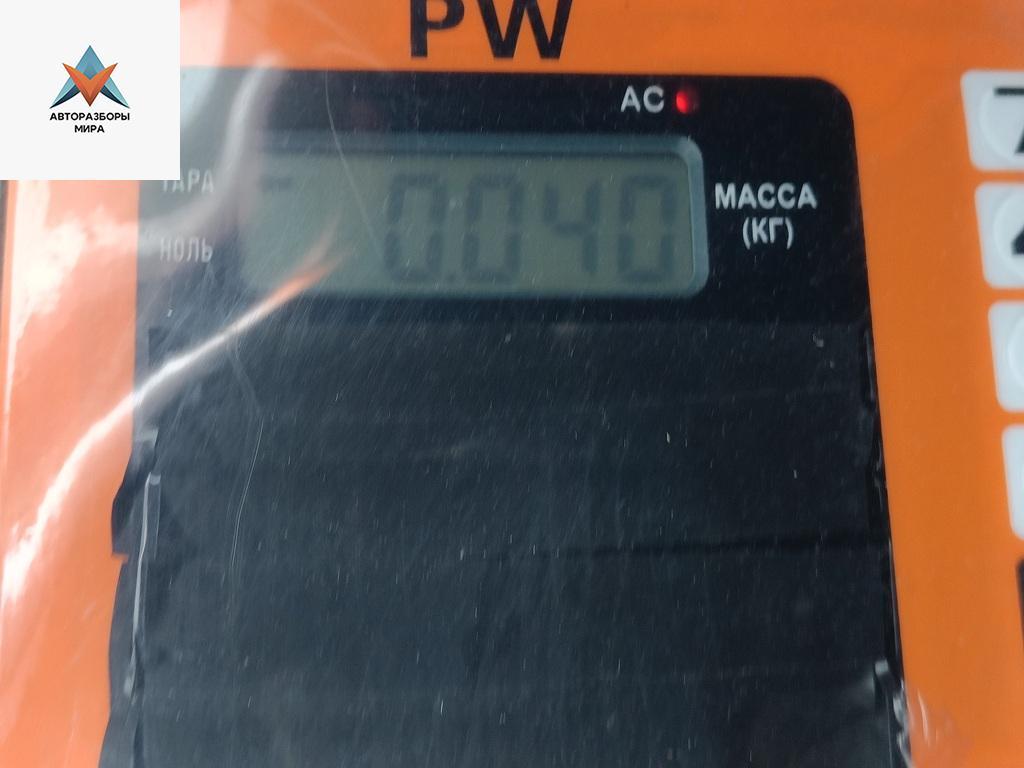 PW
АВТОРАЗБОРЫ
МИРА
AC
ТАРА
НОЛЬ
0.040
МАССА
(КГ)